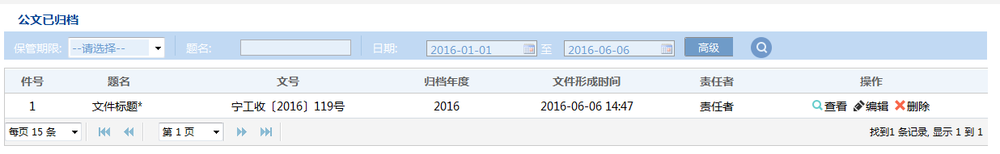 公文已归档
保管期限: --请选择-- 题名: 日期: 2016-01-01 至 2016-06-06 高级
件号 题名 文号 归档年度 文件形成时间 责任者 操作
1 文件标题* 宁工收〔2016〕119号 2016 2016-06-06 14:47 责任者 查看 编辑 删除
每页 15 条 第 1 页 找到1 条记录, 显示 1 到 1